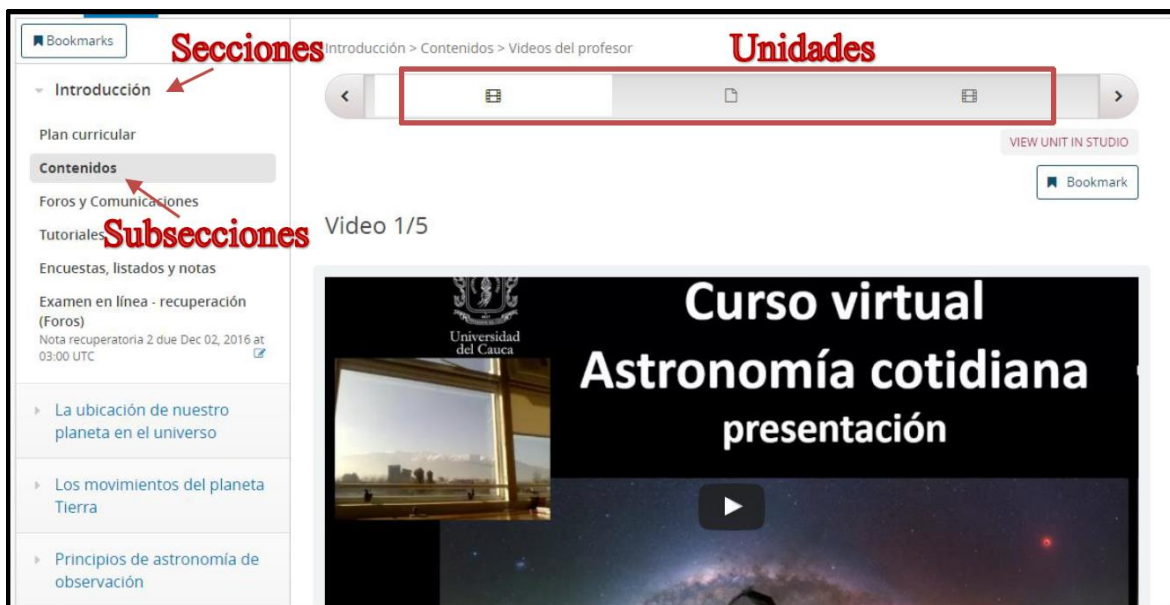 Bookmarks
Secciones
Introducción > Contenidos > Videos del profesor
Unidades
Introducción
Plan curricular
VIEW UNIT IN STUDIO
Contenidos
Bookmark
Foros y Comunicaciones
Tutoriales
Subsecciones
Video 1/5
Encuestas, listados y notas
Examen en línea - recuperación
(Foros)
Nota recuperatoria 2 due Dec 02, 2016 at
03:00 UTC
Universidad
del Cauca
Curso virtual
Astronomía cotidiana
presentación
La ubicación de nuestro
planeta en el universo
Los movimientos del planeta
Tierra
Principios de astronomía de
observación